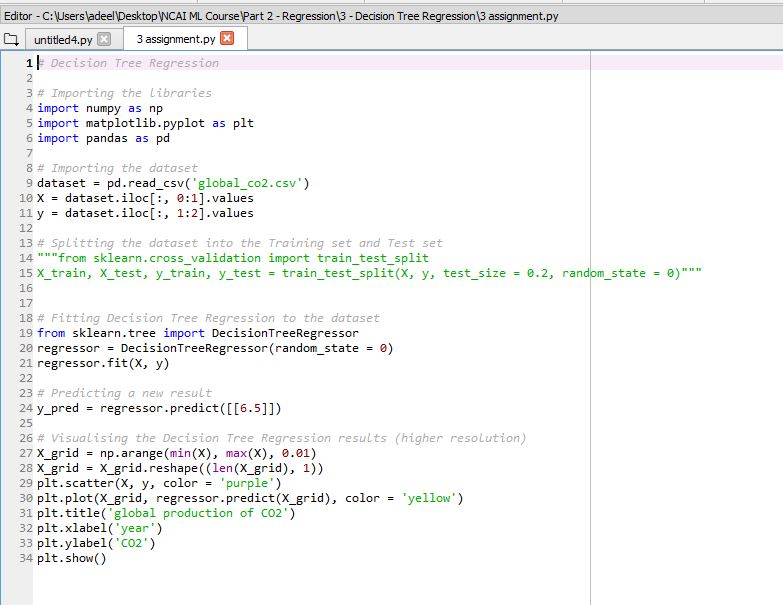 Editor - C:\Users\adeel\Desktop\NCAI ML Course\Part 2 - Regression\3 - Decision Tree Regression\3 assignment.py
untitled4.py 3 assignment.py
1 # Decision Tree Regression
2
3 # Importing the libraries
4 import numpy as np
5 import matplotlib.pyplot as plt
6 import pandas as pd
7
8 # Importing the dataset
9 dataset = pd.read_csv('global_co2.csv')
10 X = dataset.iloc[:, 0:1].values
11 y = dataset.iloc[:, 1:2].values
12
13 # Splitting the dataset into the Training set and Test set
14 """from sklearn.cross_validation import train_test_split
15 X_train, X_test, y_train, y_test = train_test_split(X, y, test_size = 0.2, random_state = 0)"""
16
17
18 # Fitting Decision Tree Regression to the dataset
19 from sklearn.tree import DecisionTreeRegressor
20 regressor = DecisionTreeRegressor(random_state = 0)
21 regressor.fit(X, y)
22
23 # Predicting a new result
24 y_pred = regressor.predict([[6.5]])
25
26 # Visualising the Decision Tree Regression results (higher resolution)
27 X_grid = np.arange(min(X), max(X), 0.01)
28 X_grid = X_grid.reshape((len(X_grid), 1))
29 plt.scatter(X, y, color = 'purple')
30 plt.plot(X_grid, regressor.predict(X_grid), color = 'yellow')
31 plt.title('global production of CO2')
32 plt.xlabel('year')
33 plt.ylabel('CO2')
34 plt.show()